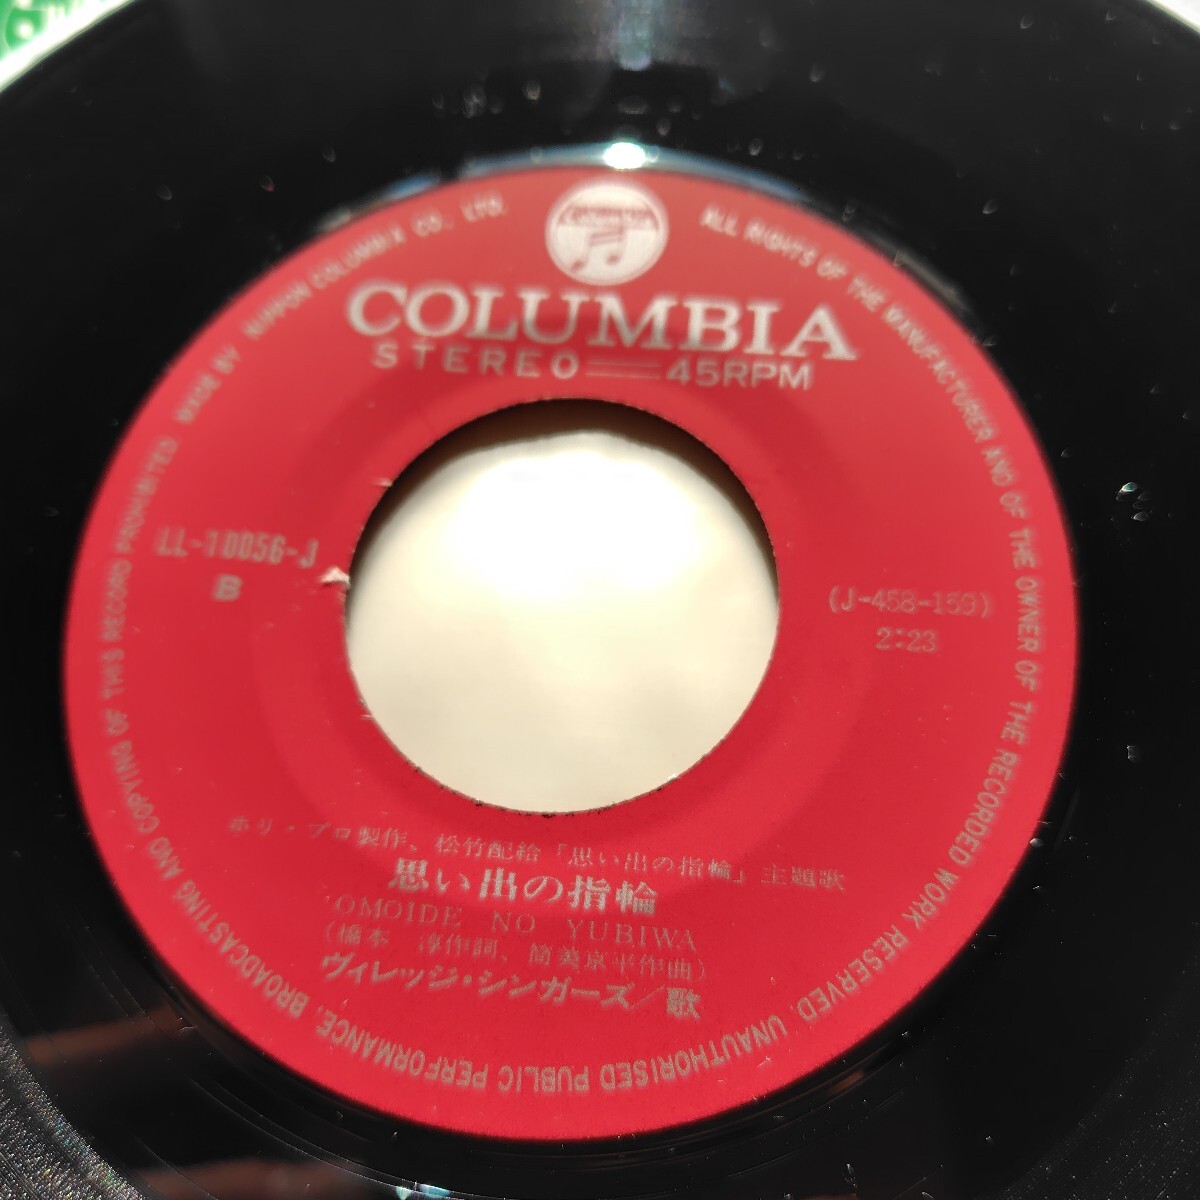 COLUMBIA
STEREO 45RPM
LL-10056-J
B
(J-458-159)
2:23
ホリ・プロ製作、松竹配給「思い出の指輪」主題歌
思い出の指輪
OMOIDE NO YUBIWA
(橋本 淳作詞、筒美京平作曲)
ヴィレッジ・シンガーズ/歌
MADE BY NIPPON COLUMBIA CO., LTD.
ALL RIGHTS OF THE MANUFACTURER AND OF THE OWNER OF THE RECORDED WORK RESERVED. UNAUTHORISED PUBLIC PERFORMANCE, BROADCASTING AND COPYING OF THIS RECORD PROHIBITED